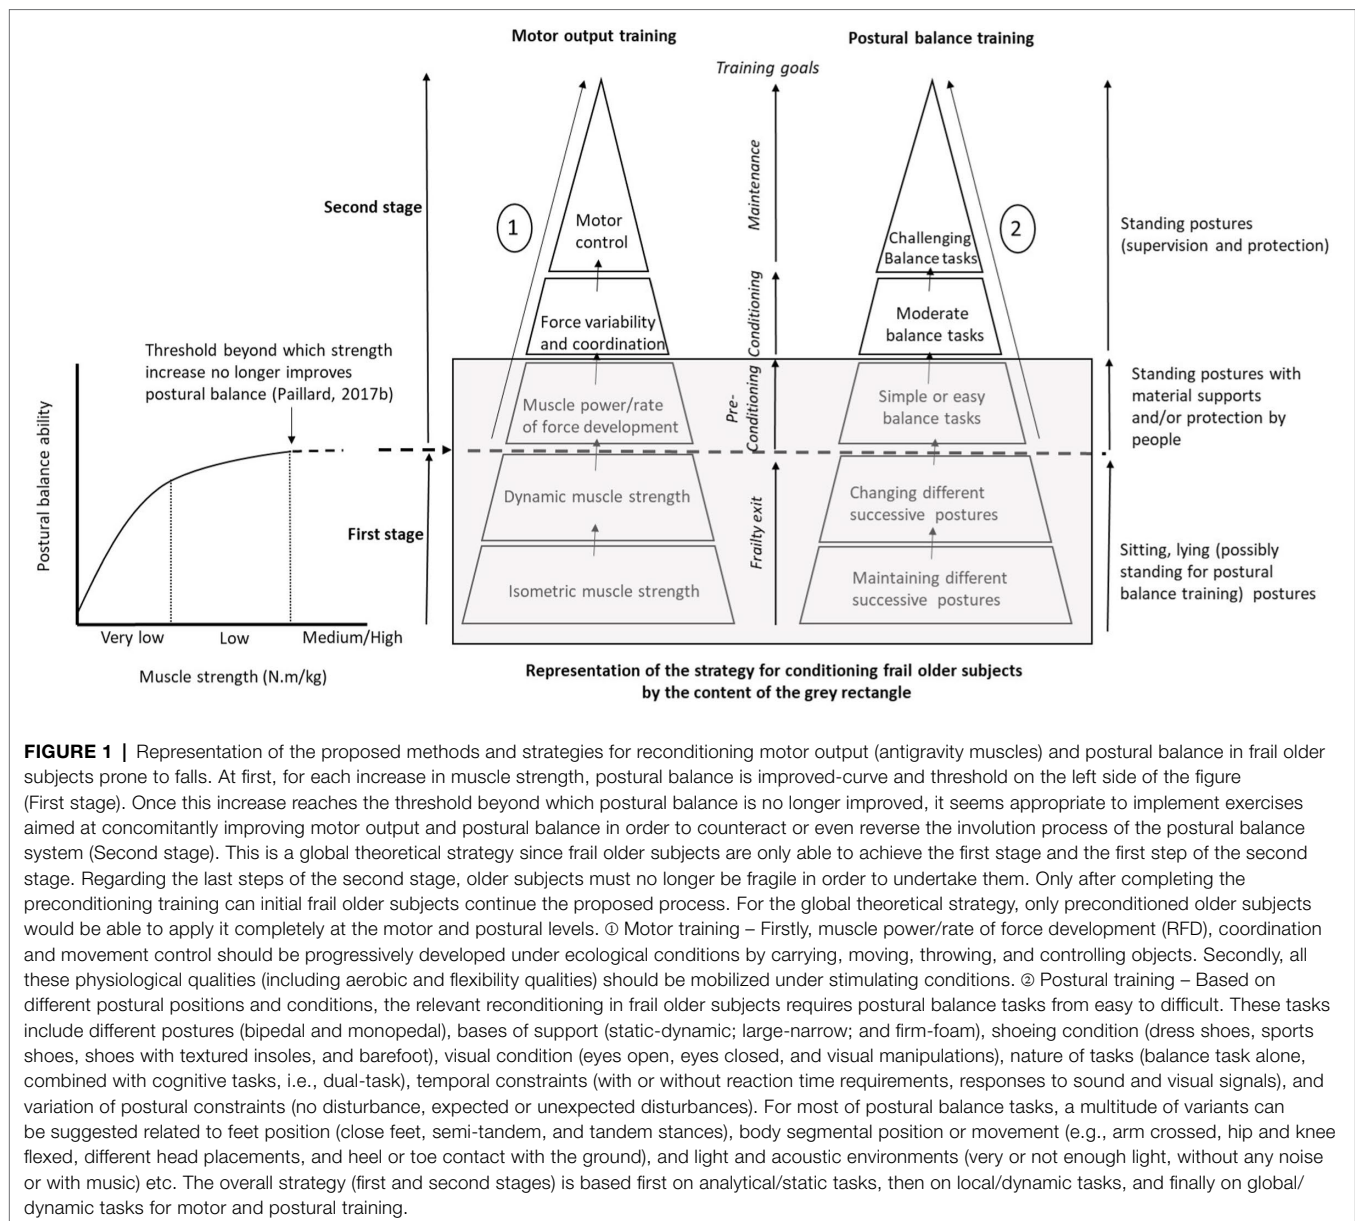 Motor output training
Postural balance training
Training goals
Second stage
1
Motor
control
Maintenance
Challenging
Balance tasks
2
Standing postures
(supervision and protection)
Force variability
and coordination
Conditioning
Moderate
balance tasks
Threshold beyond which strength
increase no longer improves
postural balance (Paillard, 2017b)
Muscle power/rate
of force development
Pre-
Conditioning
Simple or easy
balance tasks
Standing postures with
material supports
and/or protection by
people
Postural balance ability
First stage
Dynamic muscle strength
Frailty exit
Changing different
successive postures
Isometric muscle strength
Maintaining different
successive postures
Sitting, lying (possibly
standing for postural
balance training) postures
Very low
Low
Medium/High
Muscle strength (N.m/kg)
Representation of the strategy for conditioning frail older subjects
by the content of the grey rectangle
FIGURE 1 | Representation of the proposed methods and strategies for reconditioning motor output (antigravity muscles) and postural balance in frail older
subjects prone to falls. At first, for each increase in muscle strength, postural balance is improved-curve and threshold on the left side of the figure
(First stage). Once this increase reaches the threshold beyond which postural balance is no longer improved, it seems appropriate to implement exercises
aimed at concomitantly improving motor output and postural balance in order to counteract or even reverse the involution process of the postural balance
system (Second stage). This is a global theoretical strategy since frail older subjects are only able to achieve the first stage and the first step of the second
stage. Regarding the last steps of the second stage, older subjects must no longer be fragile in order to undertake them. Only after completing the
preconditioning training can initial frail older subjects continue the proposed process. For the global theoretical strategy, only preconditioned older subjects
would be able to apply it completely at the motor and postural levels. ① Motor training – Firstly, muscle power/rate of force development (RFD), coordination
and movement control should be progressively developed under ecological conditions by carrying, moving, throwing, and controlling objects. Secondly, all
these physiological qualities (including aerobic and flexibility qualities) should be mobilized under stimulating conditions. ② Postural training – Based on
different postural positions and conditions, the relevant reconditioning in frail older subjects requires postural balance tasks from easy to difficult. These tasks
include different postures (bipedal and monopedal), bases of support (static-dynamic; large-narrow; and firm-foam), shoeing condition (dress shoes, sports
shoes, shoes with textured insoles, and barefoot), visual condition (eyes open, eyes closed, and visual manipulations), nature of tasks (balance task alone,
combined with cognitive tasks, i.e., dual-task), temporal constraints (with or without reaction time requirements, responses to sound and visual signals), and
variation of postural constraints (no disturbance, expected or unexpected disturbances). For most of postural balance tasks, a multitude of variants can
be suggested related to feet position (close feet, semi-tandem, and tandem stances), body segmental position or movement (e.g., arm crossed, hip and knee
flexed, different head placements, and heel or toe contact with the ground), and light and acoustic environments (very or not enough light, without any noise
or with music) etc. The overall strategy (first and second stages) is based first on analytical/static tasks, then on local/dynamic tasks, and finally on global/
dynamic tasks for motor and postural training.